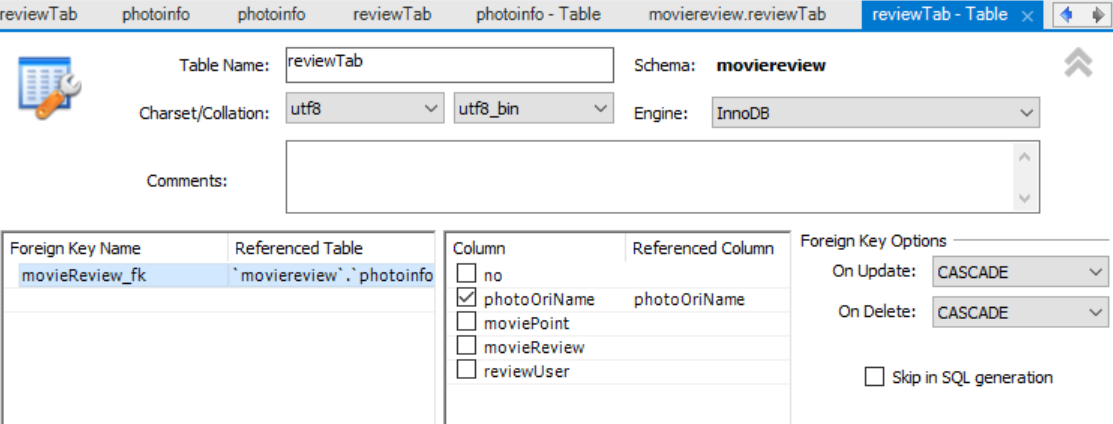 reviewTab photoinfo photoinfo reviewTab photoinfo - Table moviereview.reviewTab reviewTab - Table
Table Name: reviewTab Schema: moviereview
Charset/Collation: utf8 utf8_bin Engine: InnoDB
Comments:
Foreign Key Name Referenced Table
movieReview_fk `moviereview`.`photoinfo
Column Referenced Column
no
photoOriName photoOriName
moviePoint
movieReview
reviewUser
Foreign Key Options
On Update: CASCADE
On Delete: CASCADE
Skip in SQL generation